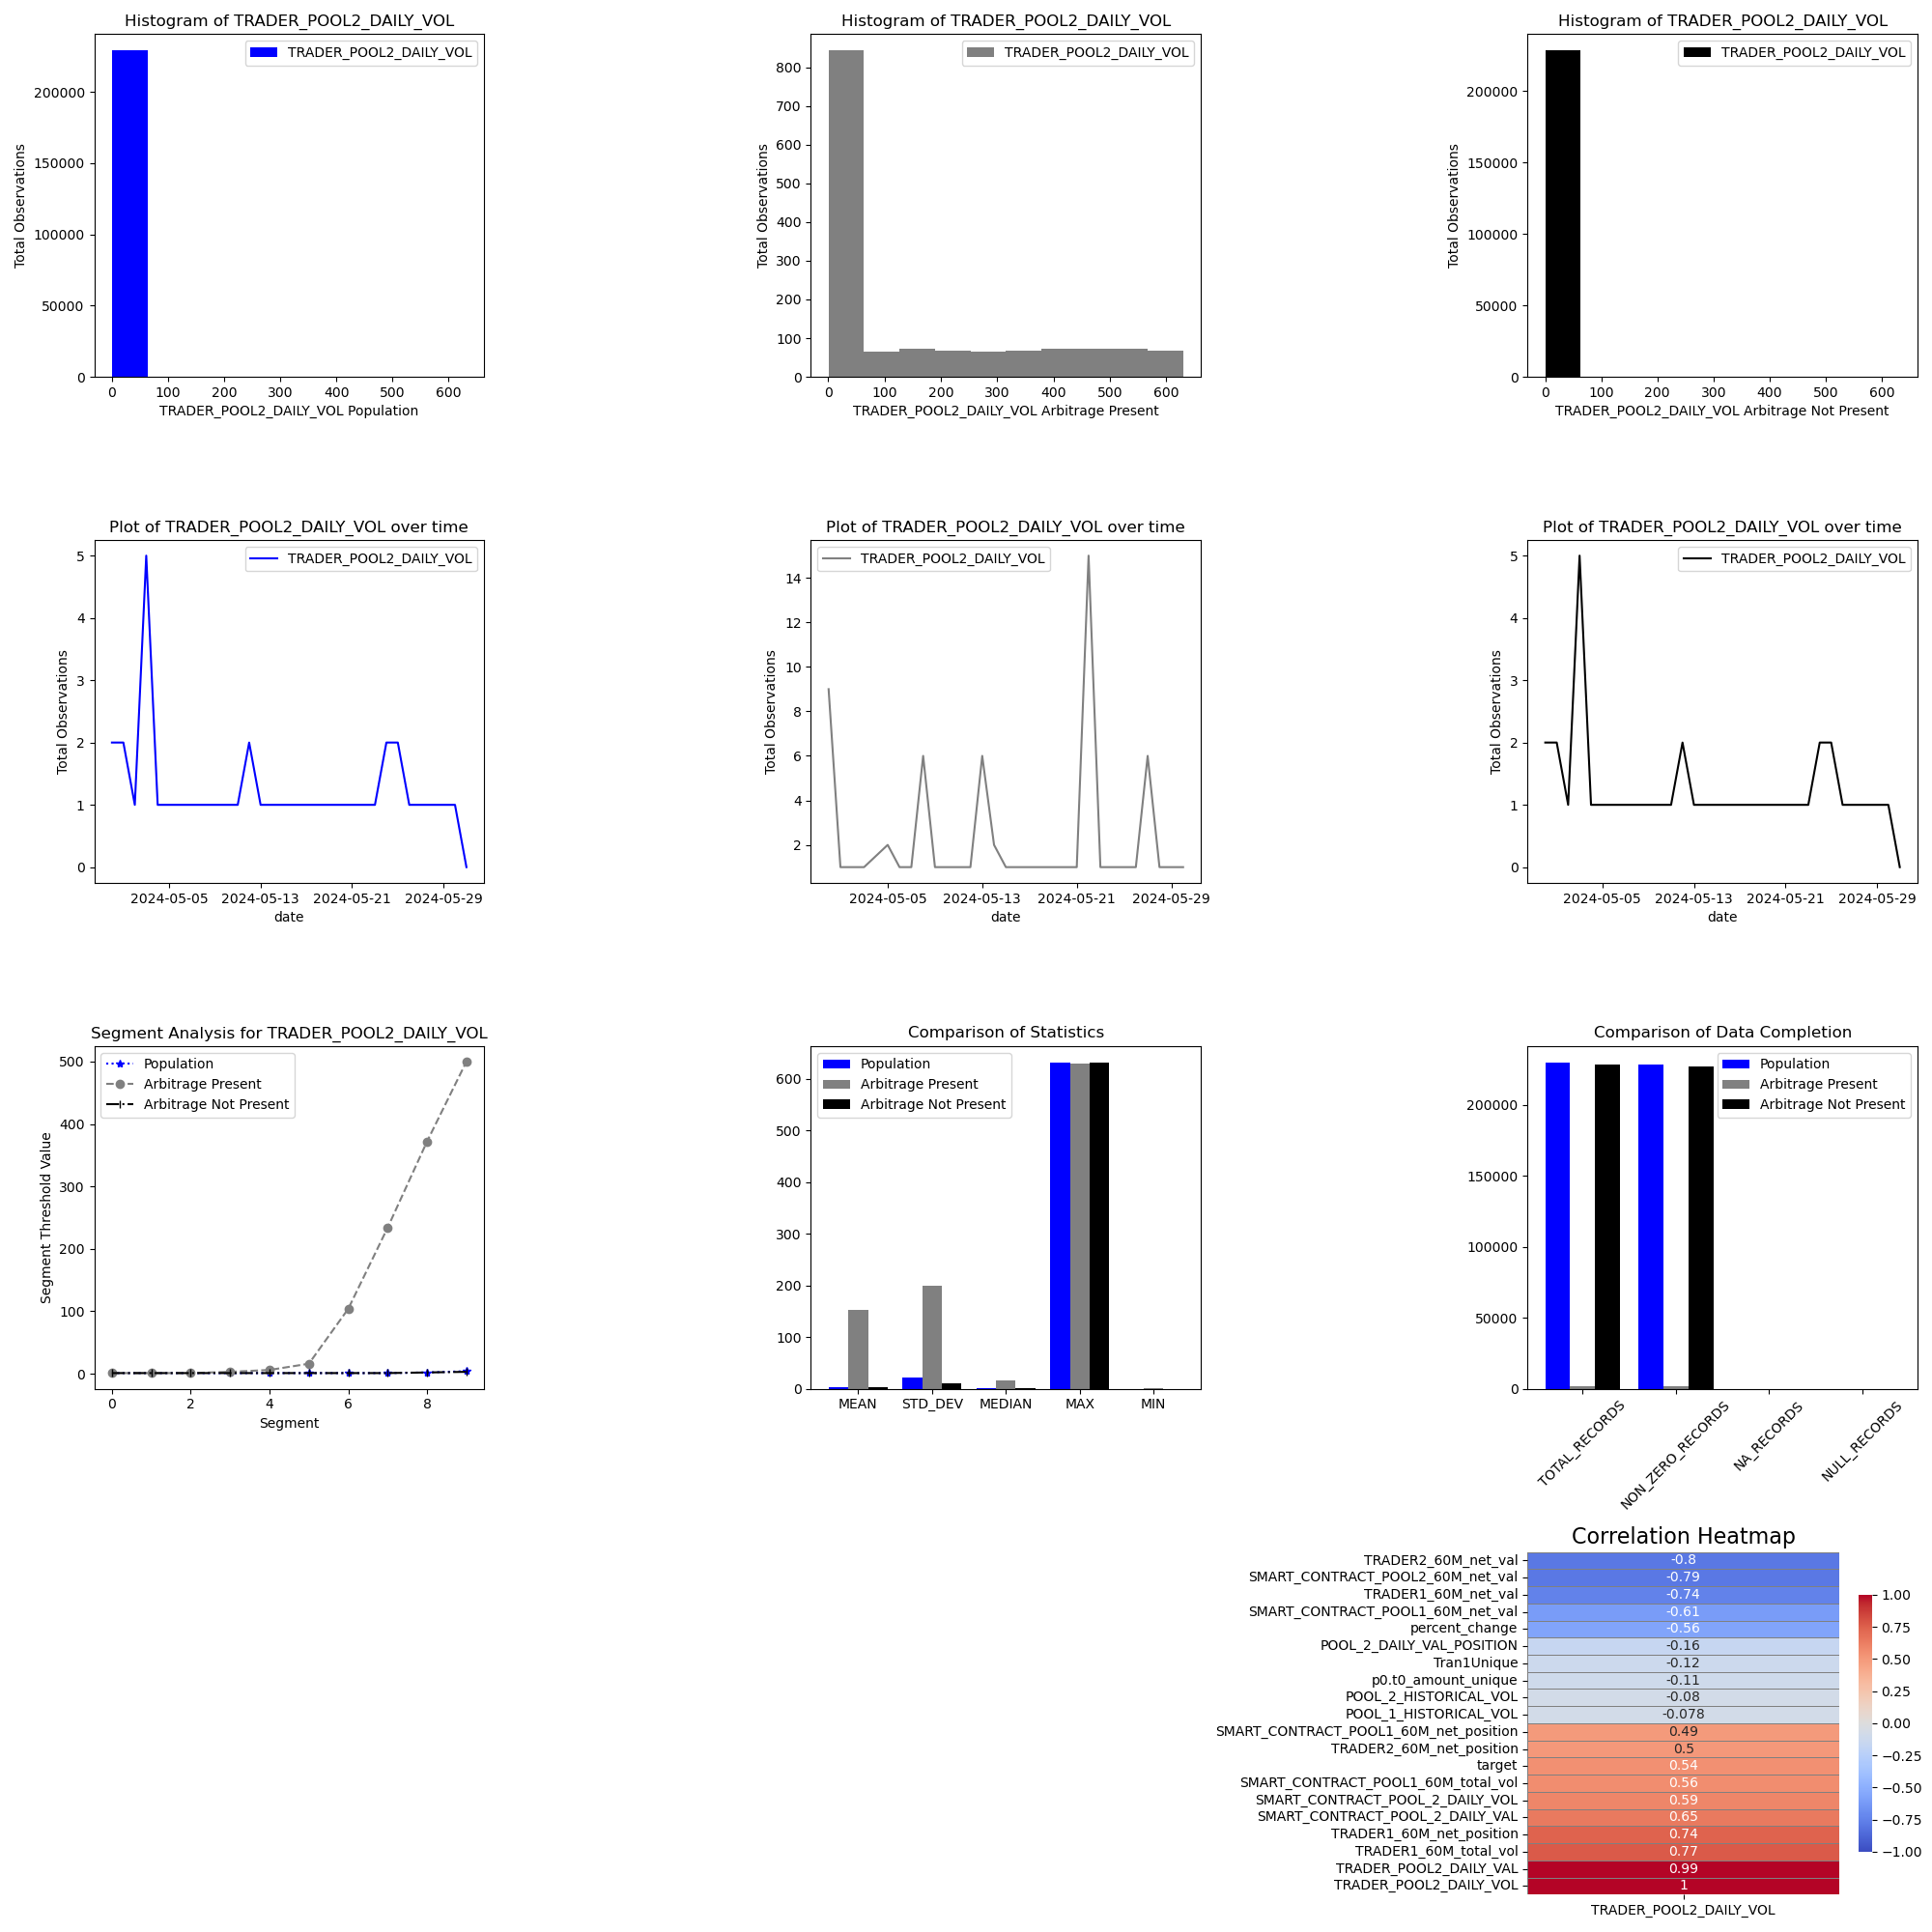 Histogram of TRADER_POOL2_DAILY_VOL
TRADER_POOL2_DAILY_VOL
Total Observations
200000
150000
100000
50000
0
0 100 200 300 400 500 600
TRADER_POOL2_DAILY_VOL Population
Histogram of TRADER_POOL2_DAILY_VOL
TRADER_POOL2_DAILY_VOL
Total Observations
800
700
600
500
400
300
200
100
0
0 100 200 300 400 500 600
TRADER_POOL2_DAILY_VOL Arbitrage Present
Histogram of TRADER_POOL2_DAILY_VOL
TRADER_POOL2_DAILY_VOL
Total Observations
200000
150000
100000
50000
0
0 100 200 300 400 500 600
TRADER_POOL2_DAILY_VOL Arbitrage Not Present
Plot of TRADER_POOL2_DAILY_VOL over time
TRADER_POOL2_DAILY_VOL
Total Observations
5
4
3
2
1
0
2024-05-05 2024-05-13 2024-05-21 2024-05-29
date
Plot of TRADER_POOL2_DAILY_VOL over time
TRADER_POOL2_DAILY_VOL
Total Observations
14
12
10
8
6
4
2
2024-05-05 2024-05-13 2024-05-21 2024-05-29
date
Plot of TRADER_POOL2_DAILY_VOL over time
TRADER_POOL2_DAILY_VOL
Total Observations
5
4
3
2
1
0
2024-05-05 2024-05-13 2024-05-21 2024-05-29
date
Segment Analysis for TRADER_POOL2_DAILY_VOL
Population
Arbitrage Present
Arbitrage Not Present
Segment Threshold Value
500
400
300
200
100
0
0 2 4 6 8
Segment
Comparison of Statistics
Population
Arbitrage Present
Arbitrage Not Present
600
500
400
300
200
100
0
MEAN STD_DEV MEDIAN MAX MIN
Comparison of Data Completion
Population
Arbitrage Present
Arbitrage Not Present
200000
150000
100000
50000
0
TOTAL_RECORDS
NON_ZERO_RECORDS
NA_RECORDS
NULL_RECORDS
Correlation Heatmap
TRADER2_60M_net_val -0.8
SMART_CONTRACT_POOL2_60M_net_val -0.79
TRADER1_60M_net_val -0.74
SMART_CONTRACT_POOL1_60M_net_val -0.61
percent_change -0.56
POOL_2_DAILY_VAL_POSITION -0.16
Tran1Unique -0.12
p0.t0_amount_unique -0.11
POOL_2_HISTORICAL_VOL -0.08
POOL_1_HISTORICAL_VOL -0.078
SMART_CONTRACT_POOL1_60M_net_position 0.49
TRADER2_60M_net_position 0.5
target 0.54
SMART_CONTRACT_POOL1_60M_total_vol 0.56
SMART_CONTRACT_POOL_2_DAILY_VOL 0.59
SMART_CONTRACT_POOL_2_DAILY_VAL 0.65
TRADER1_60M_net_position 0.74
TRADER1_60M_total_vol 0.77
TRADER_POOL2_DAILY_VAL 0.99
TRADER_POOL2_DAILY_VOL 1
TRADER_POOL2_DAILY_VOL
1.00
0.75
0.50
0.25
0.00
−0.25
−0.50
−0.75
−1.00